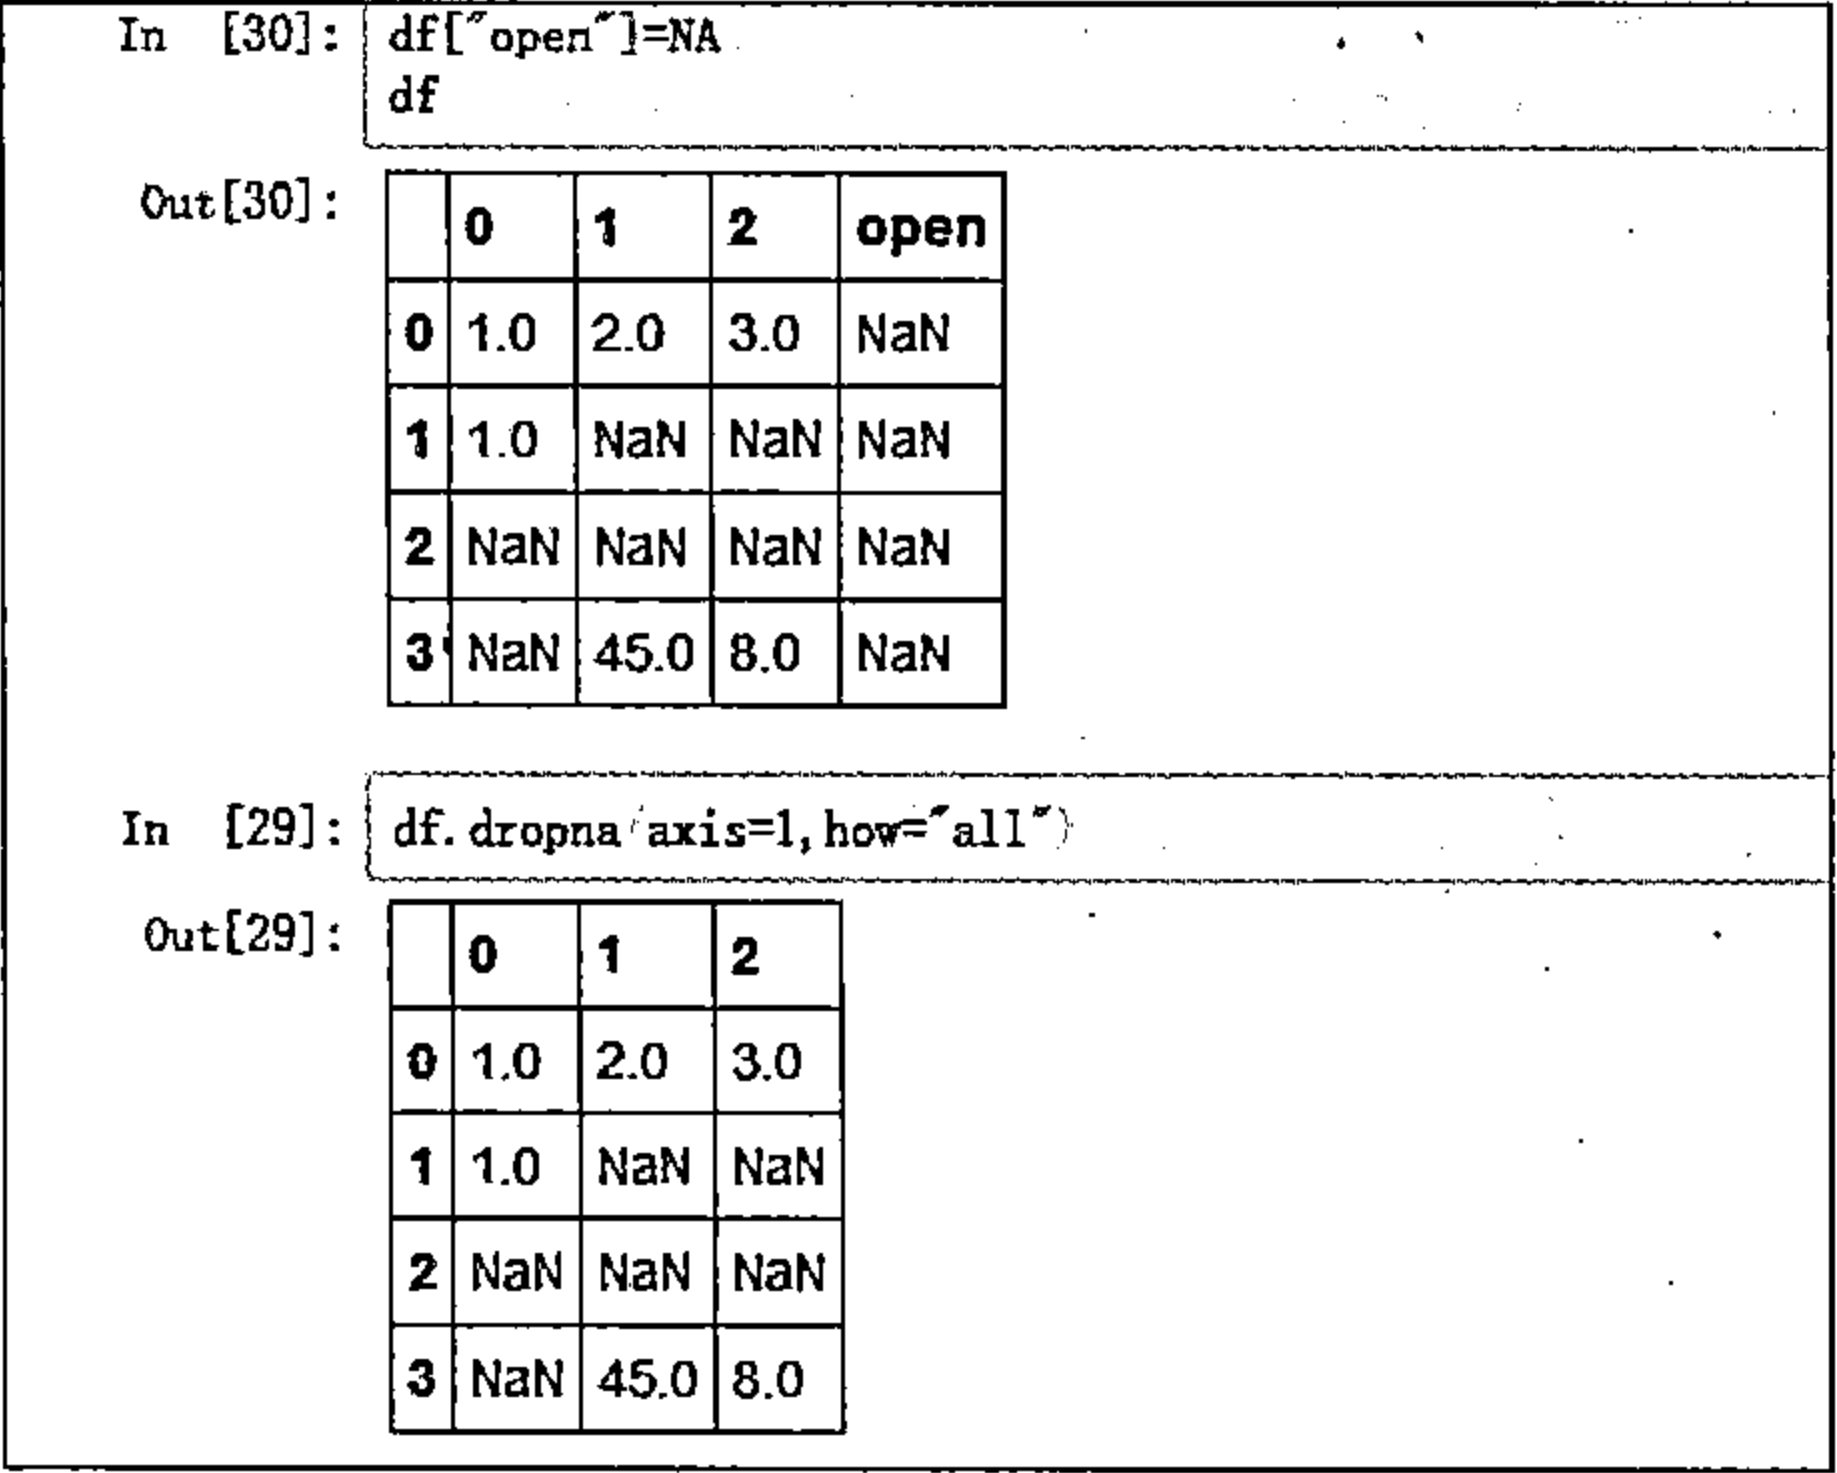 In [30]: df["open"]=NA
df
Out[30]:
0 1 2 open
0 1.0 2.0 3.0 NaN
1 1.0 NaN NaN NaN
2 NaN NaN NaN NaN
3 NaN 45.0 8.0 NaN
In [29]: df.dropna(axis=1,how="all")
Out[29]:
0 1 2
0 1.0 2.0 3.0
1 1.0 NaN NaN
2 NaN NaN NaN
3 NaN 45.0 8.0